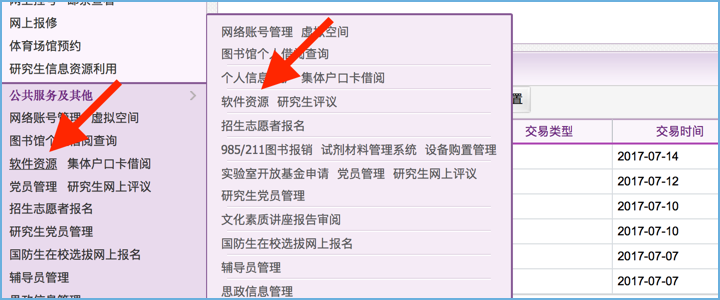 网上报修
体育场馆预约
研究生信息资源利用
公共服务及其他
网络账号管理 虚拟空间
图书馆个 借阅查询
软件资源 集体户口卡借阅
党员管理 研究生网上评议
招生志愿者报名
研究生党员管理
国防生在校选拔网上报名
辅导员管理
思政信息管理
网络账号管理 虚拟空间
图书馆个人借阅查询
个人信息 集体户口卡借阅
软件资源 研究生评议
招生志愿者报名
985/211图书报销 试剂材料管理系统 设备购置管理
实验室开放基金申请 党员管理 研究生网上评议
研究生党员管理
文化素质讲座报告审阅
国防生在校选拔网上报名
辅导员管理
思政信息管理
置
交易类型 交易时间
2017-07-14
2017-07-12
2017-07-10
2017-07-10
2017-07-07
2017-07-07